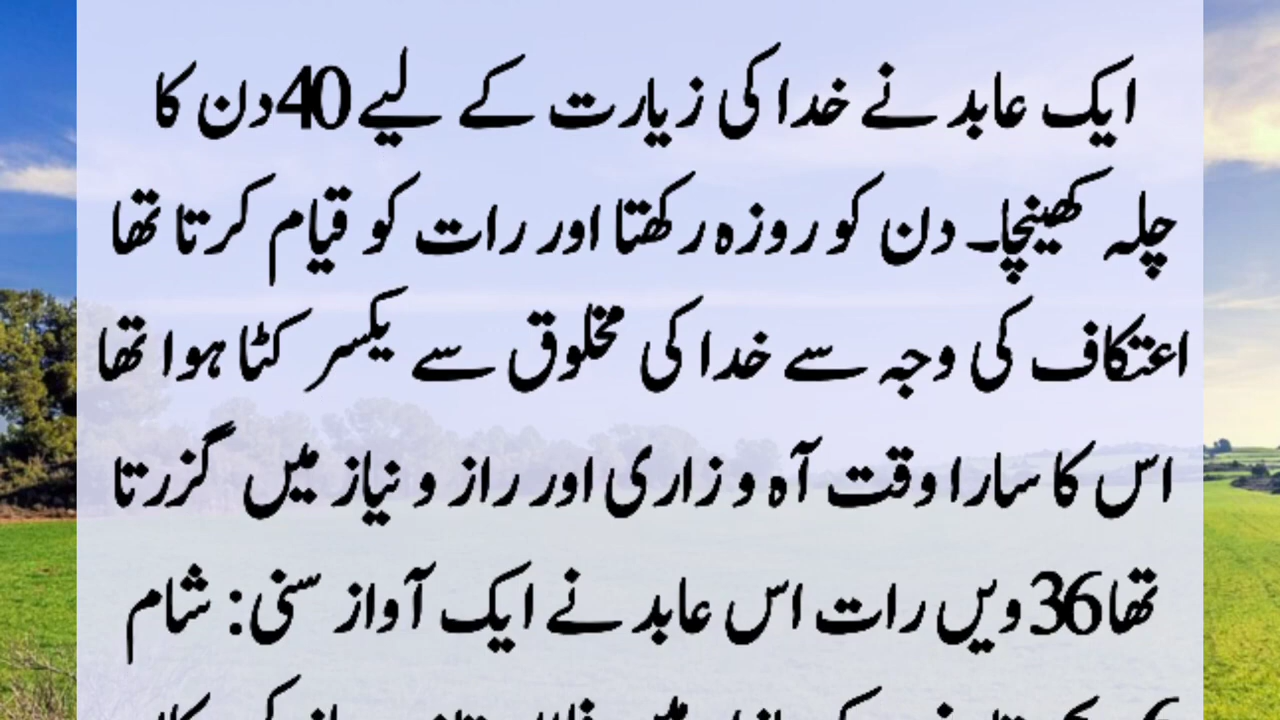 ایک عابد نے خدا کی زیارت کے لیے 40 دن کا
چلہ کھینچا۔ دن کو روزہ رکھتا اور رات کو قیام کرتا تھا
اعتکاف کی وجہ سے خدا کی مخلوق سے یکسر کٹا ہوا تھا
اس کا سارا وقت آہ و زاری اور راز و نیاز میں گزرتا
تھا 36 ویں رات اس عابد نے ایک آواز سنی: شام